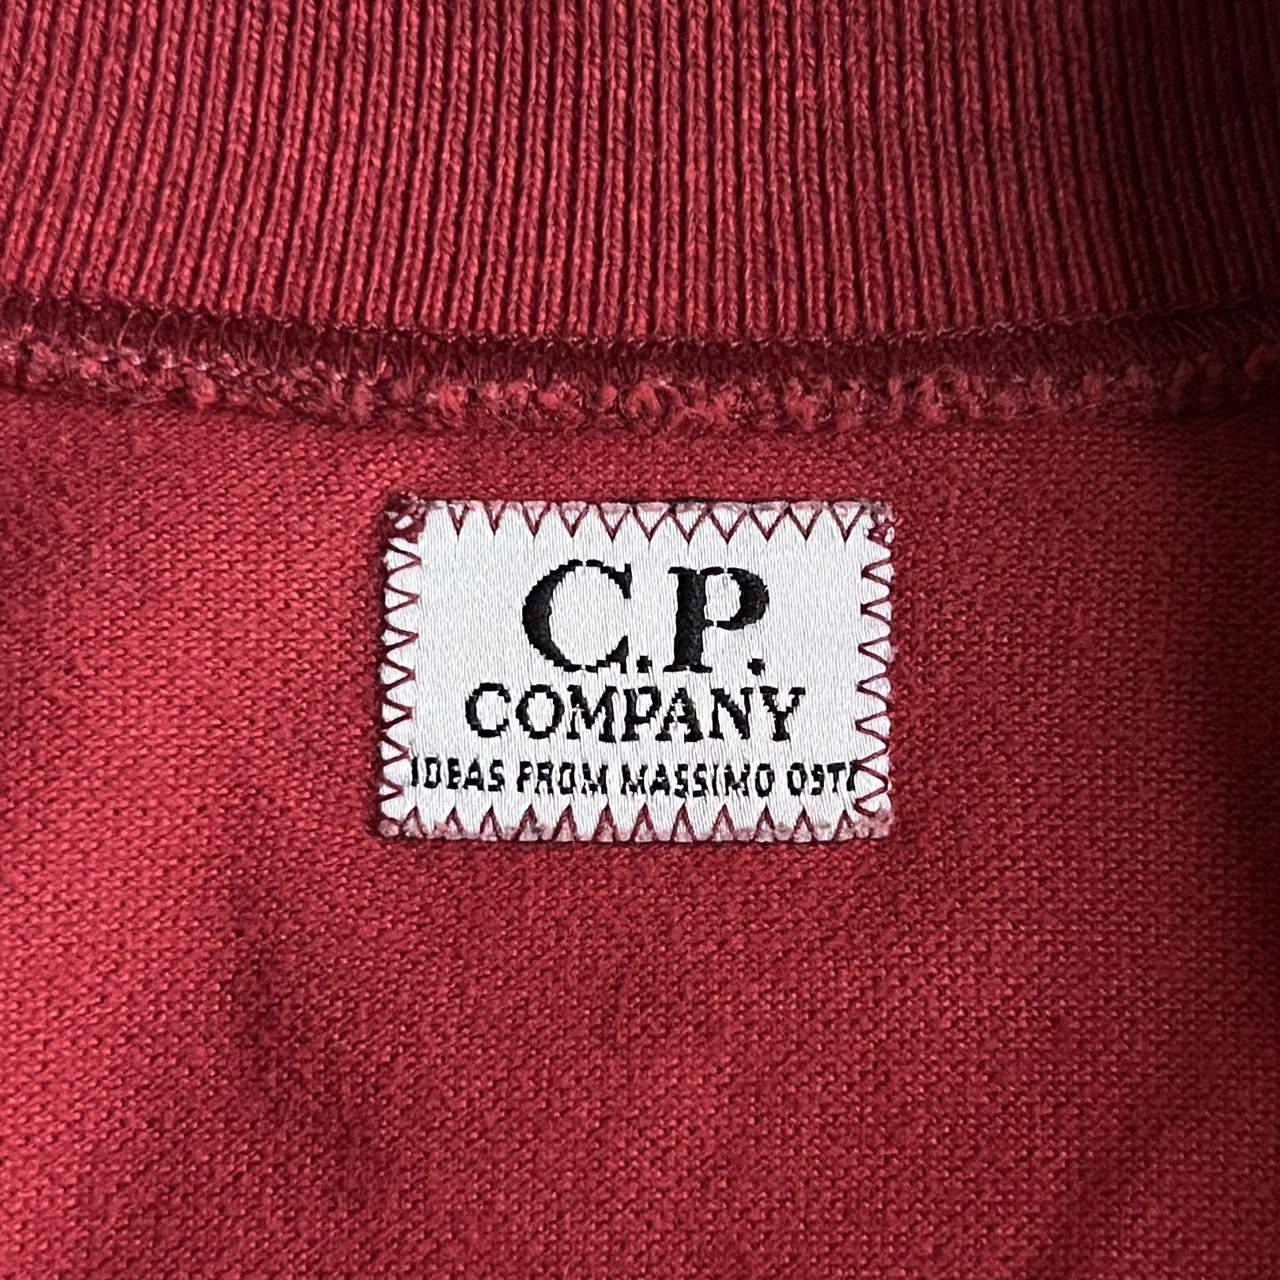 C.P.
COMPANY
IDEAS FROM MASSIMO OSTI